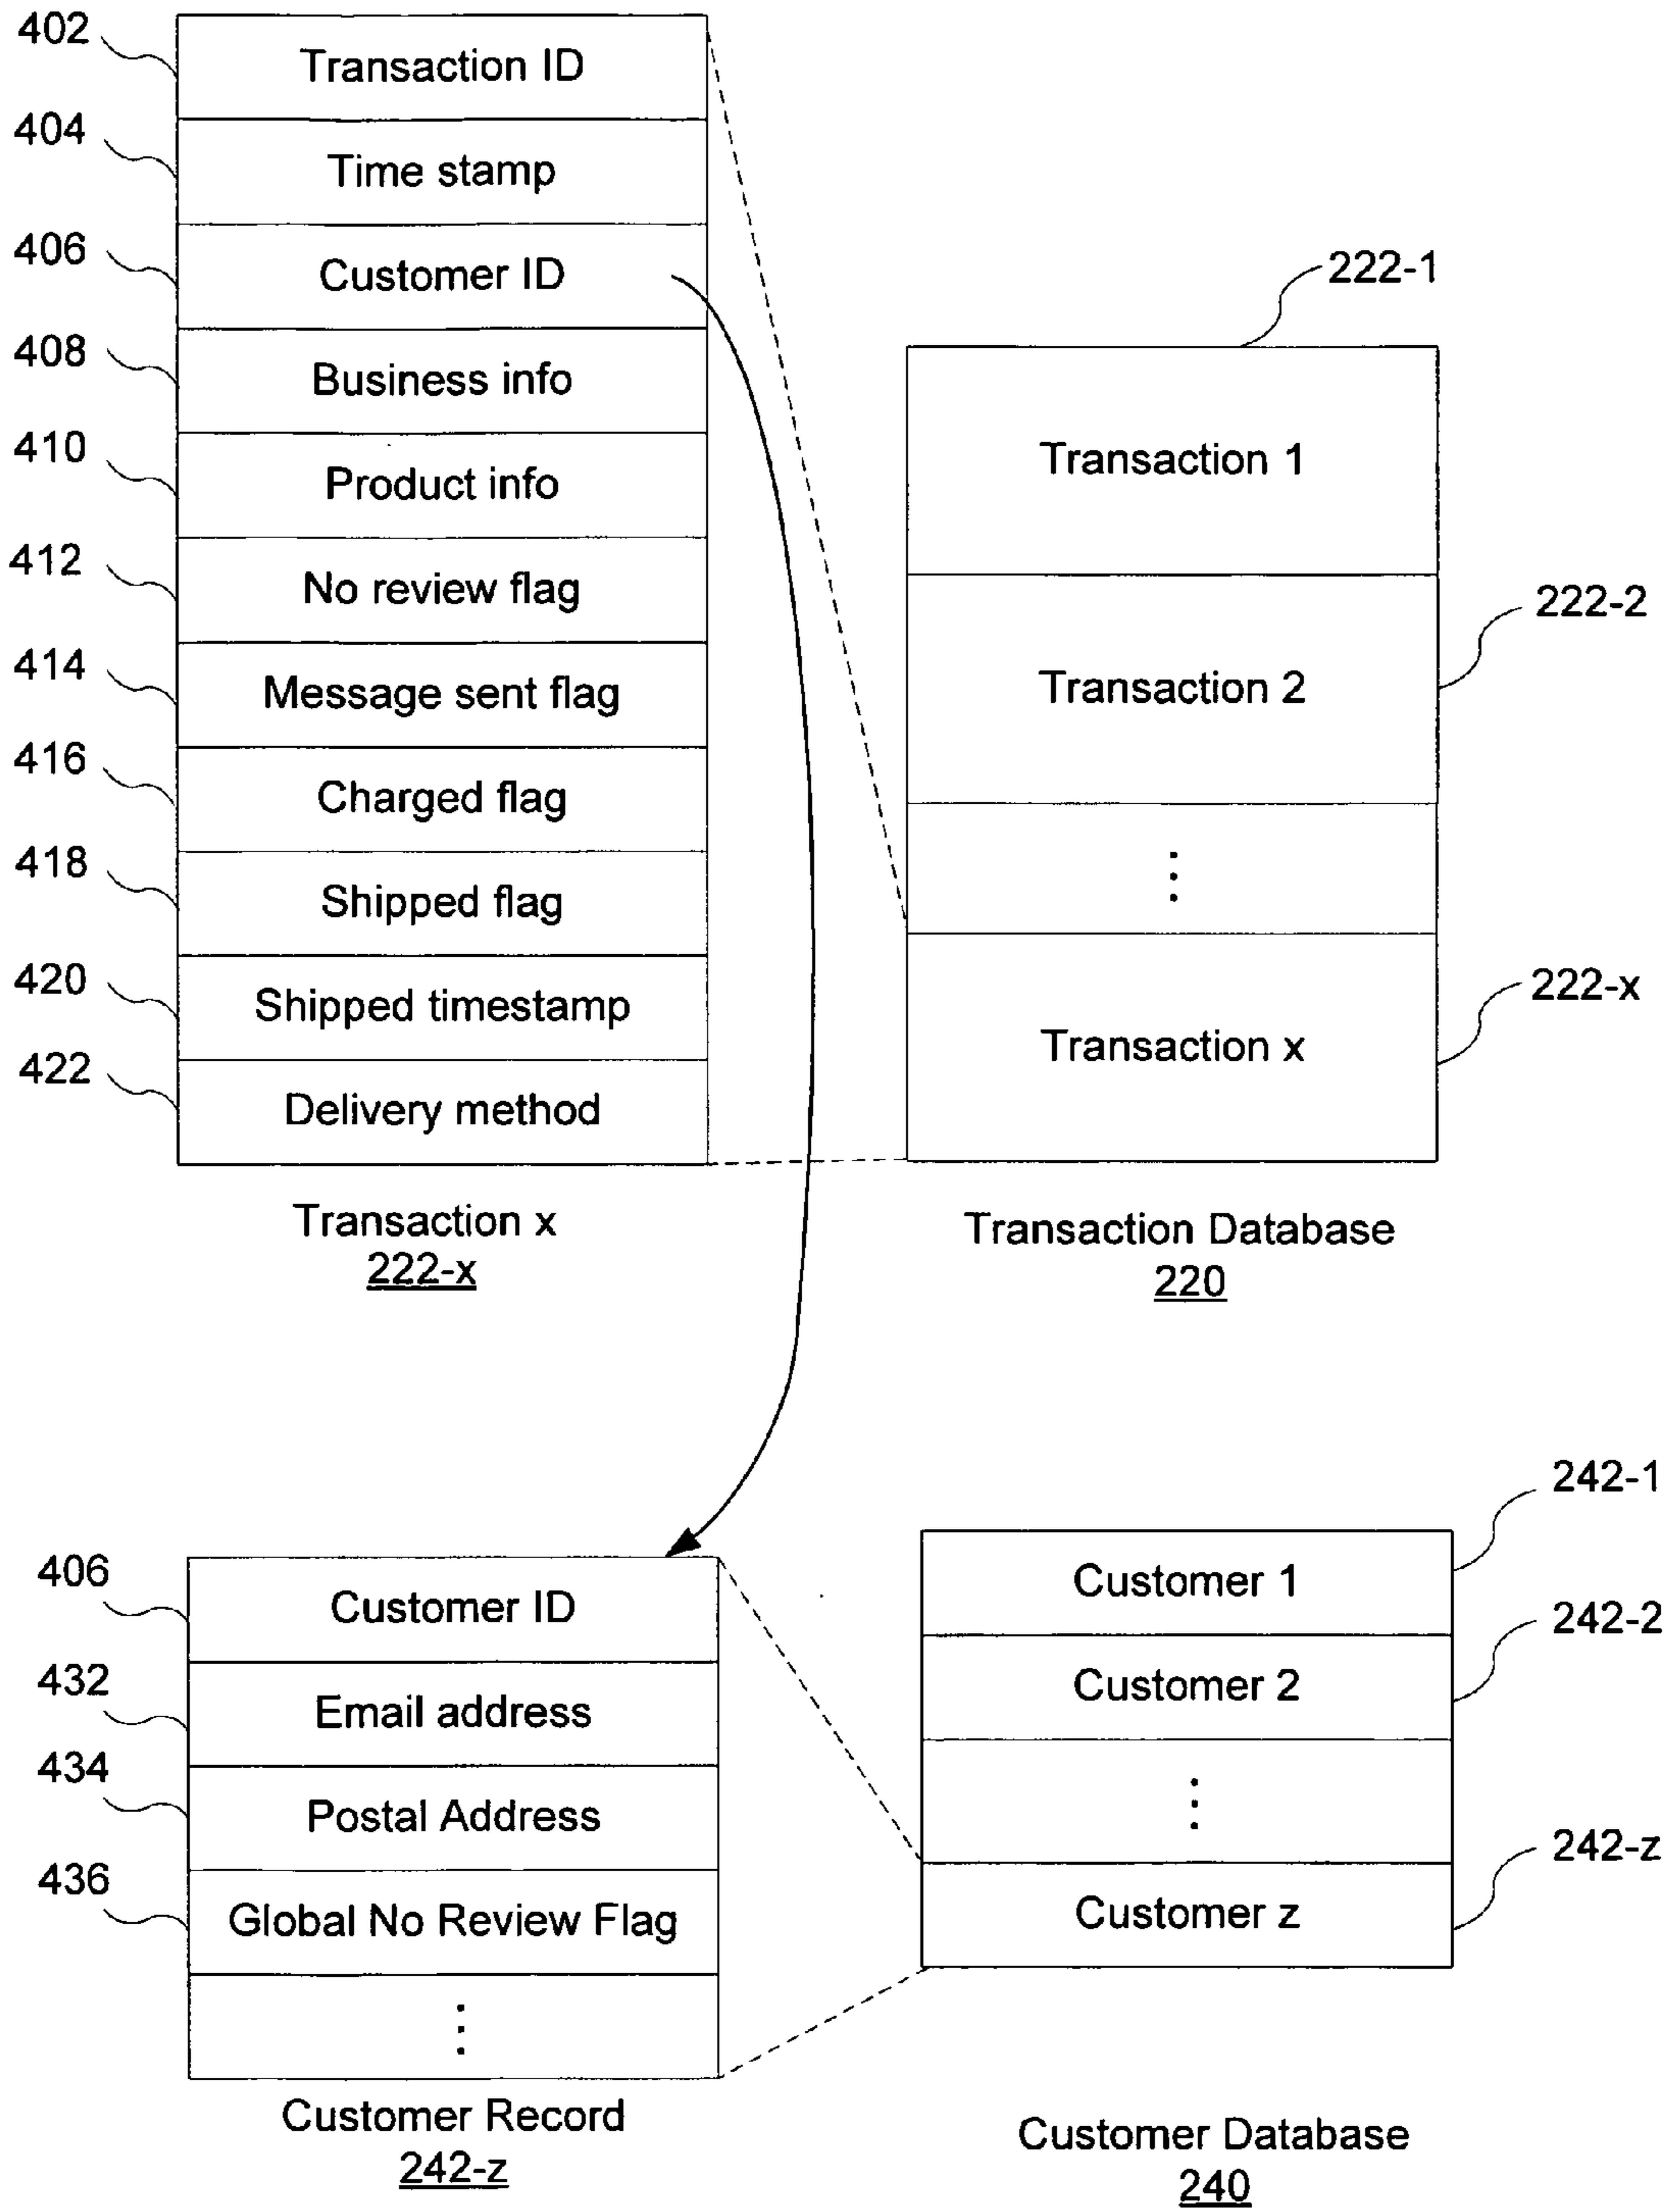 402
Transaction ID
404
Time stamp
406
Customer ID
408
Business info
410
Product info
412
No review flag
414
Message sent flag
416
Charged flag
418
Shipped flag
420
Shipped timestamp
422
Delivery method
Transaction x
222-x
222-1
Transaction 1
222-2
Transaction 2
⋮
222-x
Transaction x
Transaction Database
220
406
Customer ID
432
Email address
434
Postal Address
436
Global No Review Flag
⋮
Customer Record
242-z
242-1
Customer 1
242-2
Customer 2
⋮
242-z
Customer z
Customer Database
240